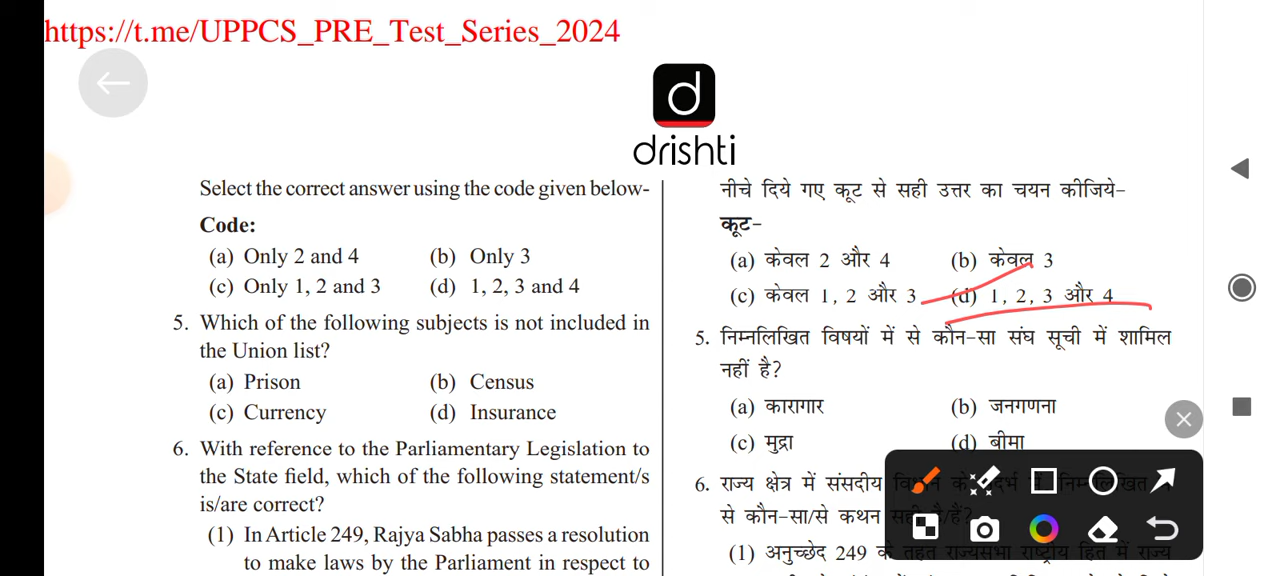 https://t.me/UPPCS_PRE_Test_Series_2024
drishti
Select the correct answer using the code given below-
Code:
(a) Only 2 and 4 (b) Only 3
(c) Only 1, 2 and 3 (d) 1, 2, 3 and 4
5. Which of the following subjects is not included in
the Union list?
(a) Prison (b) Census
(c) Currency (d) Insurance
6. With reference to the Parliamentary Legislation to
the State field, which of the following statement/s
is/are correct?
(1) In Article 249, Rajya Sabha passes a resolution
to make laws by the Parliament in respect to
नीचे दिये गए कूट से सही उत्तर का चयन कीजिये-
कूट-
(a) केवल 2 और 4 (b) केवल 3
(c) केवल 1, 2 और 3 (d) 1, 2, 3 और 4
5. निम्नलिखित विषयों में से कौन-सा संघ सूची में शामिल
नहीं है?
(a) कारागार (b) जनगणना
(c) मुद्रा (d) बीमा
6. राज्य क्षेत्र में संसदीय विधान के संदर्भ में निम्नलिखित में
से कौन-सा/से कथन सही है/हैं?
(1) अनुच्छेद 249 के तहत राज्यसभा राष्ट्रीय हित में राज्य